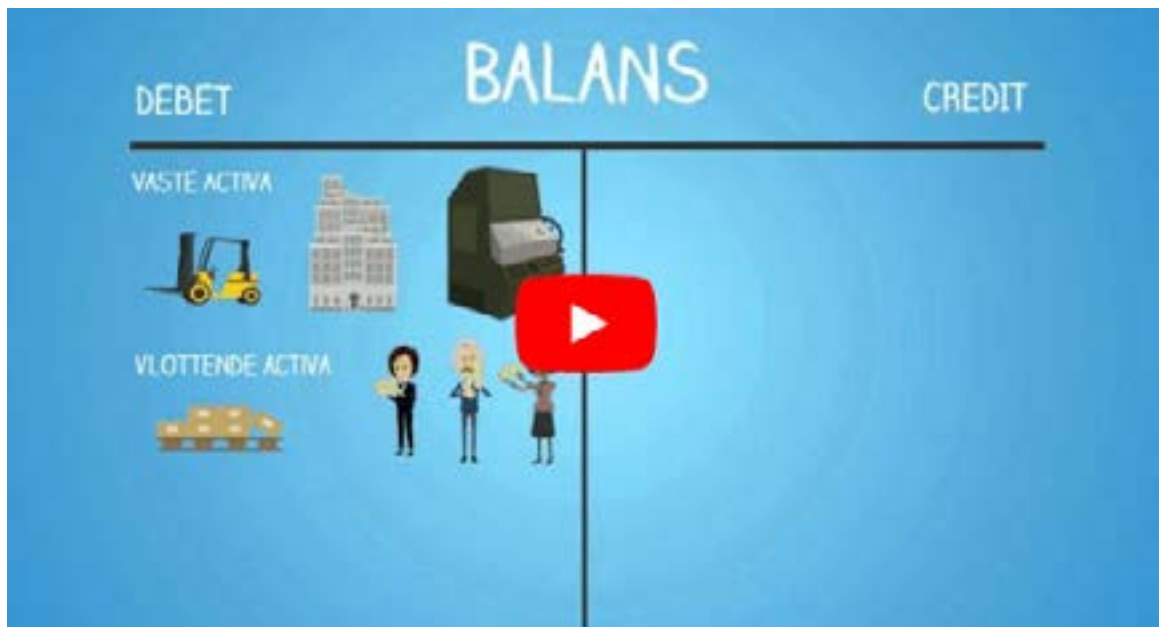 BALANS
DEBET
CREDIT
VASTE ACTIVA
VLOTTENDE ACTIVA